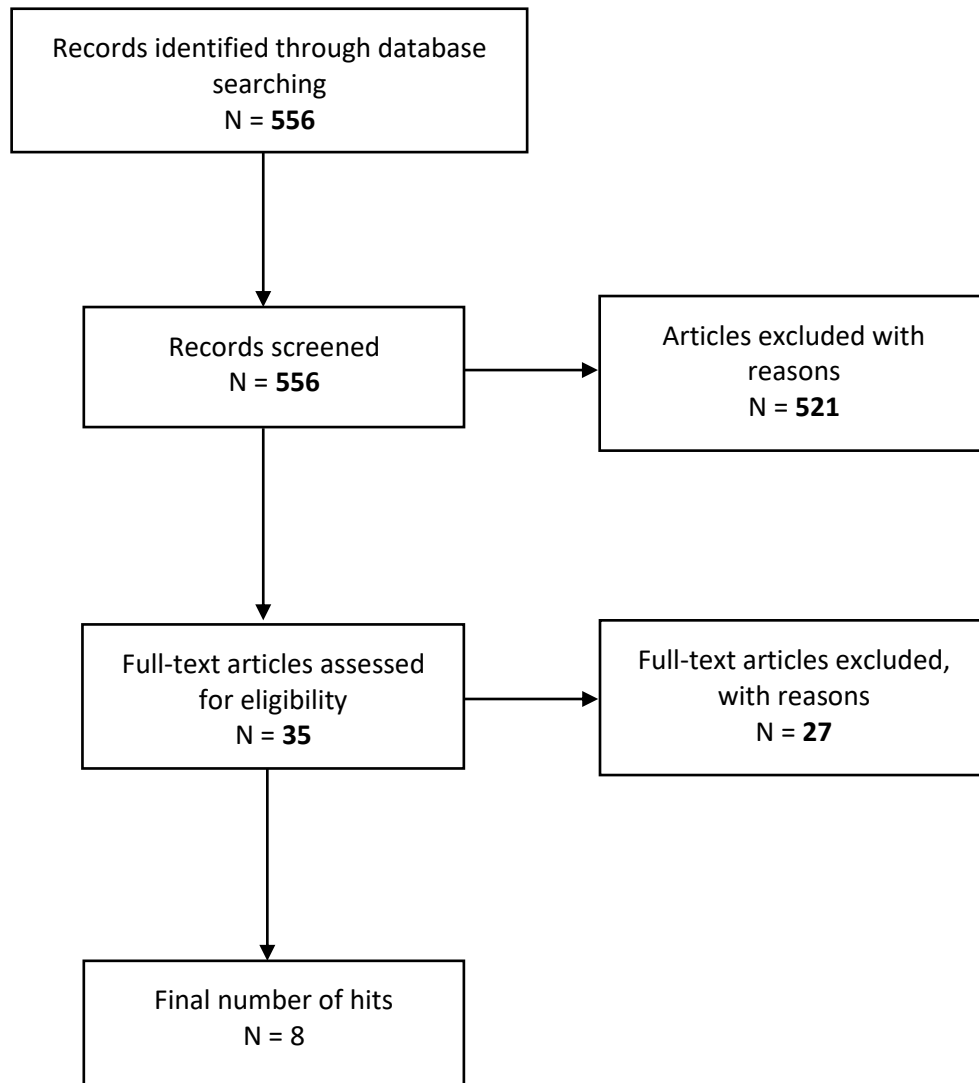 Records identified through database
searching
N = 556
Records screened
N = 556
Articles excluded with
reasons
N = 521
Full-text articles assessed
for eligibility
N = 35
Full-text articles excluded,
with reasons
N = 27
Final number of hits
N = 8